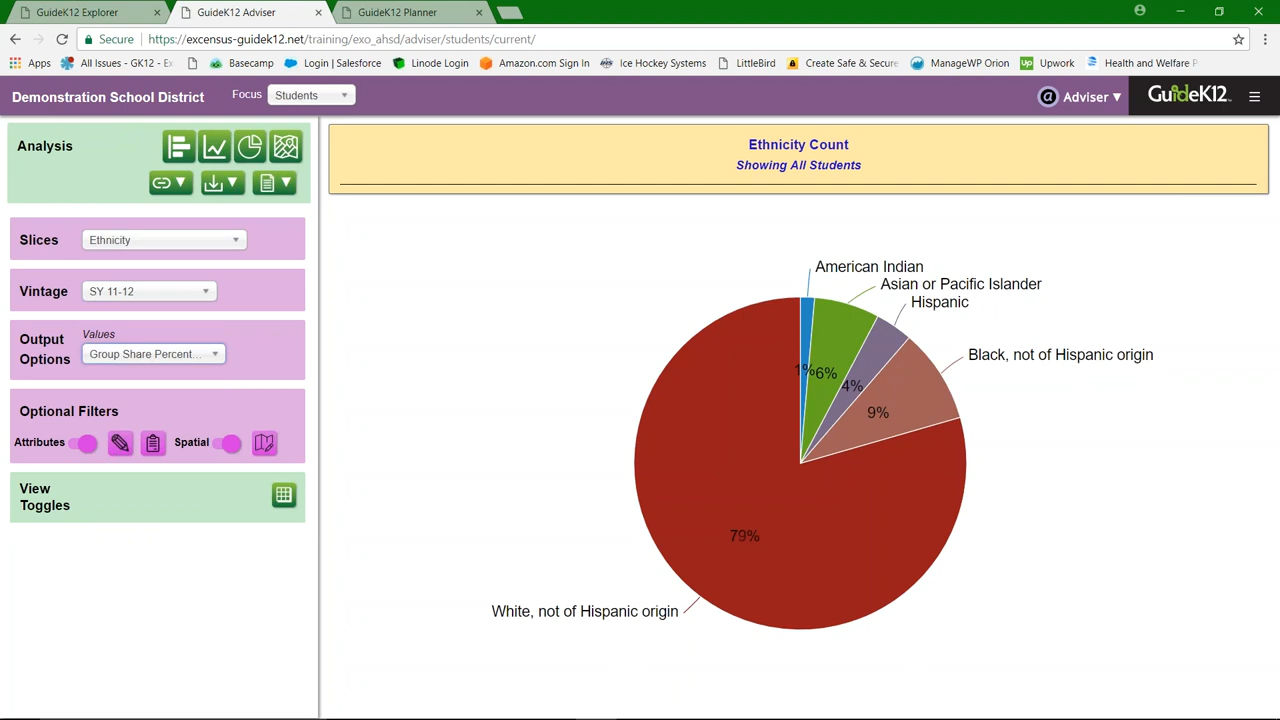 GuideK12 Explorer
GuideK12 Adviser
GuideK12 Planner
Secure https://excensus-guidek12.net/training/exo_ahsd/adviser/students/current/
Apps All Issues - GK12 - Ex Basecamp Login | Salesforce Linode Login Amazon.com Sign In Ice Hockey Systems LittleBird Create Safe & Secure ManageWP Orion Upwork Health and Welfare P
Demonstration School District Focus Students @ Adviser GuideK12
Analysis
Slices Ethnicity
Vintage SY 11-12
Values
Output Options
Group Share Percent...
Optional Filters
Attributes Spatial
View
Toggles
Ethnicity Count
Showing All Students
American Indian
Asian or Pacific Islander
Hispanic
Black, not of Hispanic origin
1% 6%
4%
9%
79%
White, not of Hispanic origin